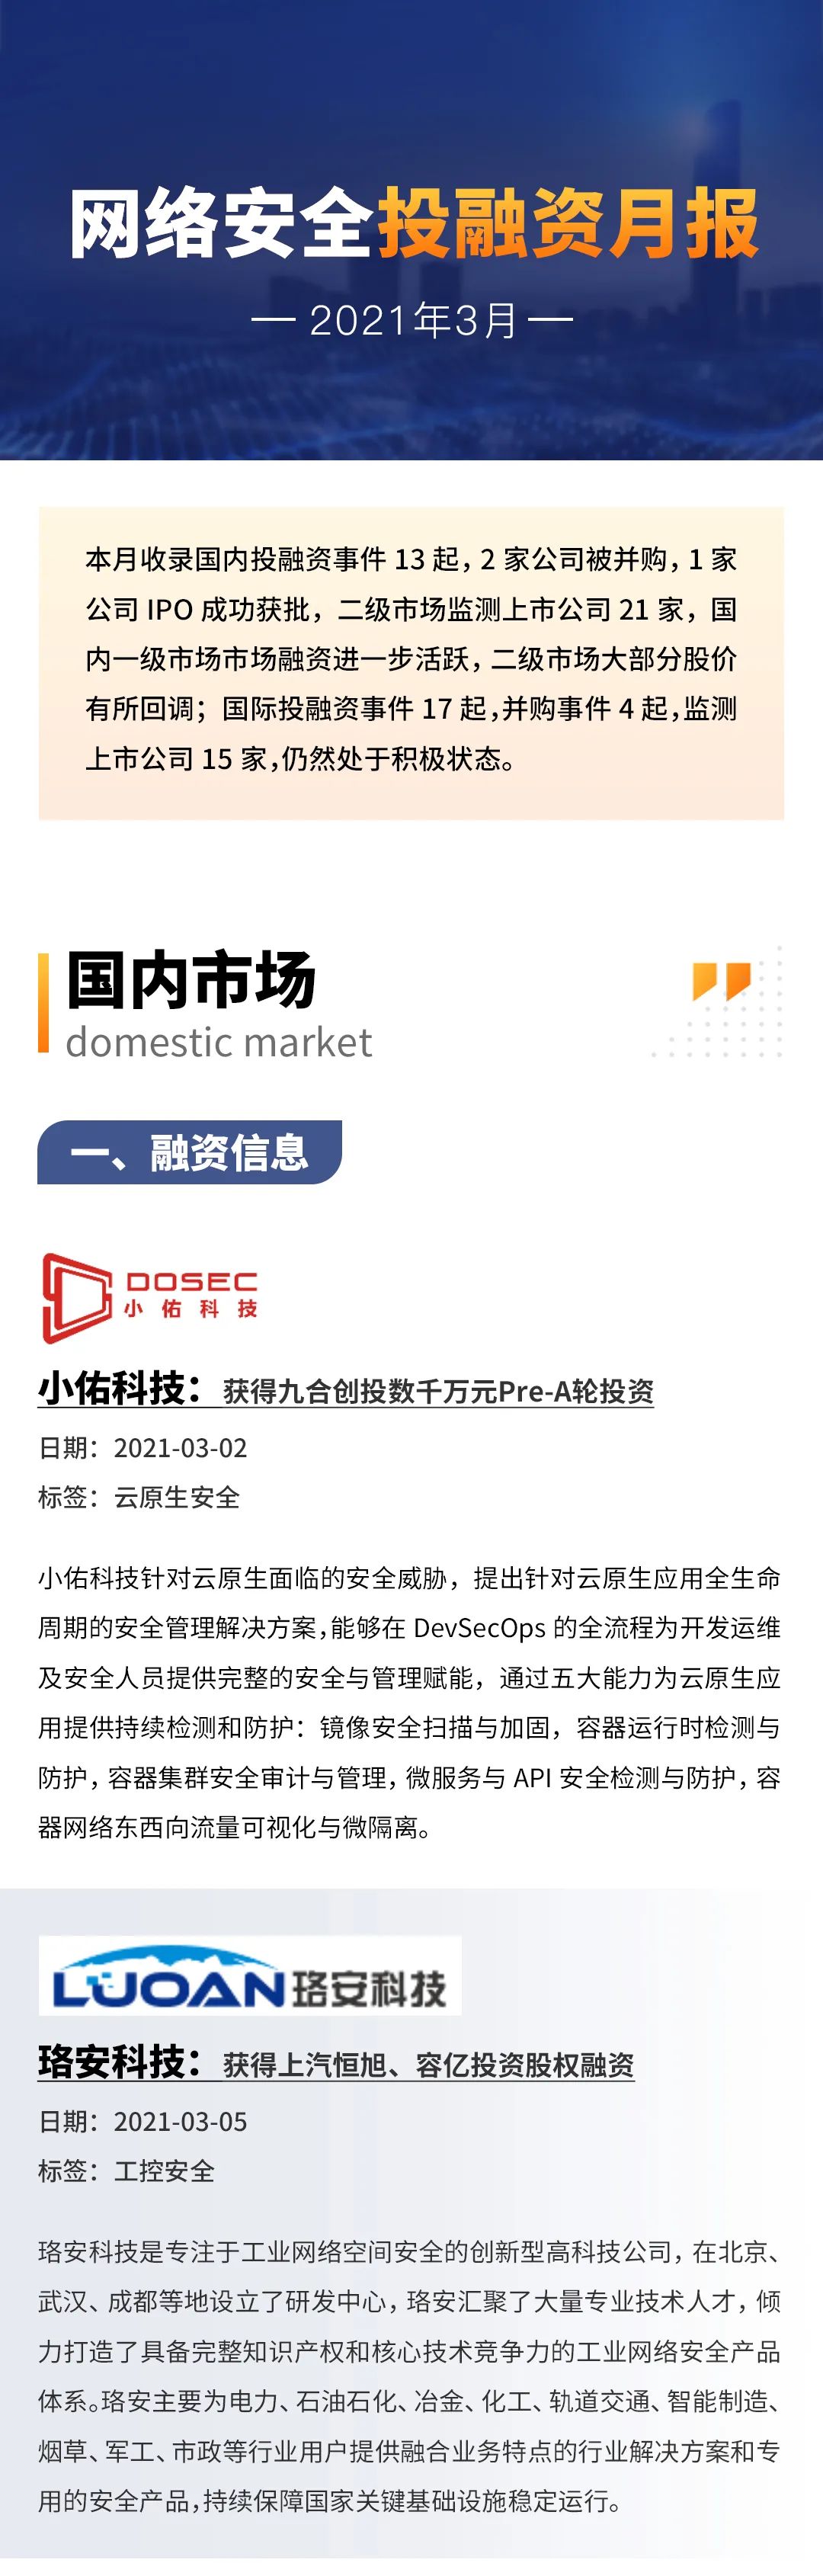 网络安全投融资月报
2021年3月
本月收录国内投融资事件 13 起，2 家公司被并购，1 家
公司 IPO 成功获批，二级市场监测上市公司 21 家，国
内一级市场市场融资进一步活跃，二级市场大部分股价
有所回调；国际投融资事件 17 起，并购事件 4 起，监测
上市公司 15 家，仍然处于积极状态。
国内市场
domestic market
一、融资信息
DOSEC
小佑科技
小佑科技：获得九合创投数千万元Pre-A轮投资
日期：2021-03-02
标签：云原生安全
小佑科技针对云原生面临的安全威胁，提出针对云原生应用全生命
周期的安全管理解决方案，能够在 DevSecOps 的全流程为开发运维
及安全人员提供完整的安全与管理赋能，通过五大能力为云原生应
用提供持续检测和防护：镜像安全扫描与加固，容器运行时检测与
防护，容器集群安全审计与管理，微服务与 API 安全检测与防护，容
器网络东西向流量可视化与微隔离。
LUOAN珞安科技
珞安科技：获得上汽恒旭、容亿投资股权融资
日期：2021-03-05
标签：工控安全
珞安科技是专注于工业网络空间安全的创新型高科技公司，在北京、
武汉、成都等地设立了研发中心，珞安汇聚了大量专业技术人才，倾
力打造了具备完整知识产权和核心技术竞争力的工业网络安全产品
体系。珞安主要为电力、石油石化、冶金、化工、轨道交通、智能制造、
烟草、军工、市政等行业用户提供融合业务特点的行业解决方案和专
用的安全产品，持续保障国家关键基础设施稳定运行。